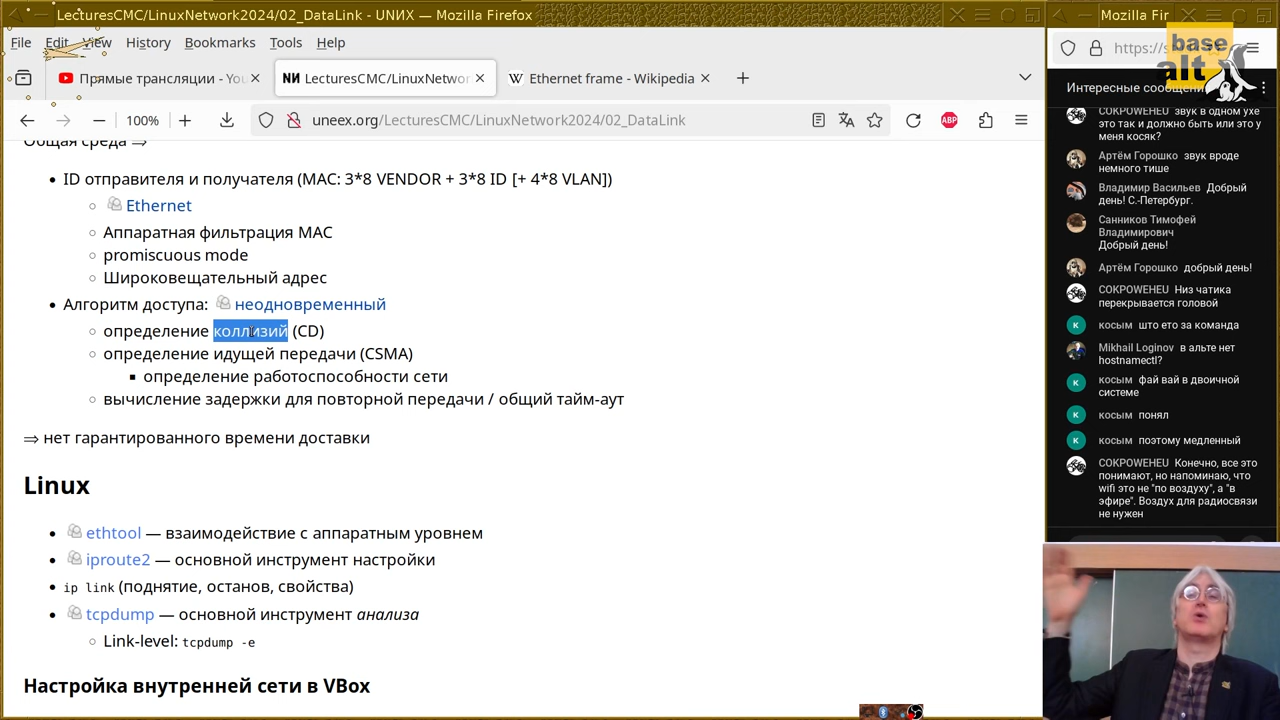 LecturesCMC/LinuxNetwork2024/02_DataLink - UNИX — Mozilla Firefox
Mozilla Fir
File Edit View History Bookmarks Tools Help
Прямые трансляции - You
LecturesCMC/LinuxNetwor
Ethernet frame - Wikipedia
100%
uneex.org/LecturesCMC/LinuxNetwork2024/02_DataLink
Общая среда ⇒
ID отправителя и получателя (MAC: 3*8 VENDOR + 3*8 ID [+ 4*8 VLAN])
Ethernet
Аппаратная фильтрация MAC
promiscuous mode
Широковещательный адрес
Алгоритм доступа: неодновременный
определение коллизий (CD)
определение идущей передачи (CSMA)
определение работоспособности сети
вычисление задержки для повторной передачи / общий тайм-аут
⇒ нет гарантированного времени доставки
Linux
ethtool — взаимодействие с аппаратным уровнем
iproute2 — основной инструмент настройки
ip link (поднятие, останов, свойства)
tcpdump — основной инструмент анализа
Link-level: tcpdump -e
Настройка внутренней сети в VBox
base
alt
https://s
Интересные сообщен
COKPOWEHEU звук в одном ухе
это так и должно быть или это у
меня косяк?
Артём Горошко звук вроде
немного тише
Владимир Васильев Добрый
день! С.-Петербург.
Санников Тимофей
Владимирович
Добрый день!
Артём Горошко добрый день!
COKPOWEHEU Низ чатика
перекрывается головой
косым што ето за команда
Mikhail Loginov в альте нет
hostnamectl?
косым фай вай в двоичной
системе
косым понял
косым поэтому медленный
COKPOWEHEU Конечно, все это
понимают, но напоминаю, что
wifi это не "по воздуху", а "в
эфире". Воздух для радиосвязи
не нужен